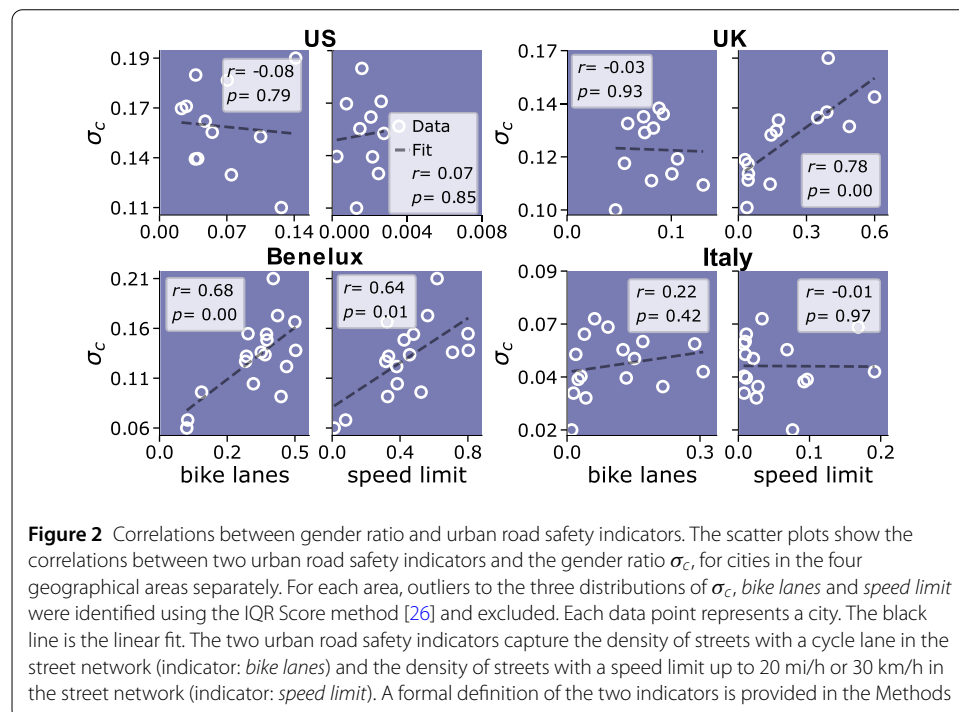 US
UK
0.19
0.17
0.14
0.11
σc
r= -0.08
p= 0.79
Data
Fit
r= 0.07
p= 0.85
0.00
0.07
0.14
0.000
0.004
0.008
0.17
0.14
0.12
0.10
σc
r= -0.03
p= 0.93
r= 0.78
p= 0.00
0.0
0.1
0.0
0.3
0.6
Benelux
Italy
0.21
0.16
0.11
0.06
σc
r= 0.68
p= 0.00
r= 0.64
p= 0.01
0.0
0.2
0.5
0.0
0.4
0.8
bike lanes
speed limit
0.09
0.07
0.04
0.02
σc
r= 0.22
p= 0.42
r= -0.01
p= 0.97
0.0
0.1
0.3
0.0
0.1
0.2
bike lanes
speed limit
Figure 2 Correlations between gender ratio and urban road safety indicators. The scatter plots show the
correlations between two urban road safety indicators and the gender ratio σc, for cities in the four
geographical areas separately. For each area, outliers to the three distributions of σc, bike lanes and speed limit
were identified using the IQR Score method [26] and excluded. Each data point represents a city. The black
line is the linear fit. The two urban road safety indicators capture the density of streets with a cycle lane in the
street network (indicator: bike lanes) and the density of streets with a speed limit up to 20 mi/h or 30 km/h in
the street network (indicator: speed limit). A formal definition of the two indicators is provided in the Methods